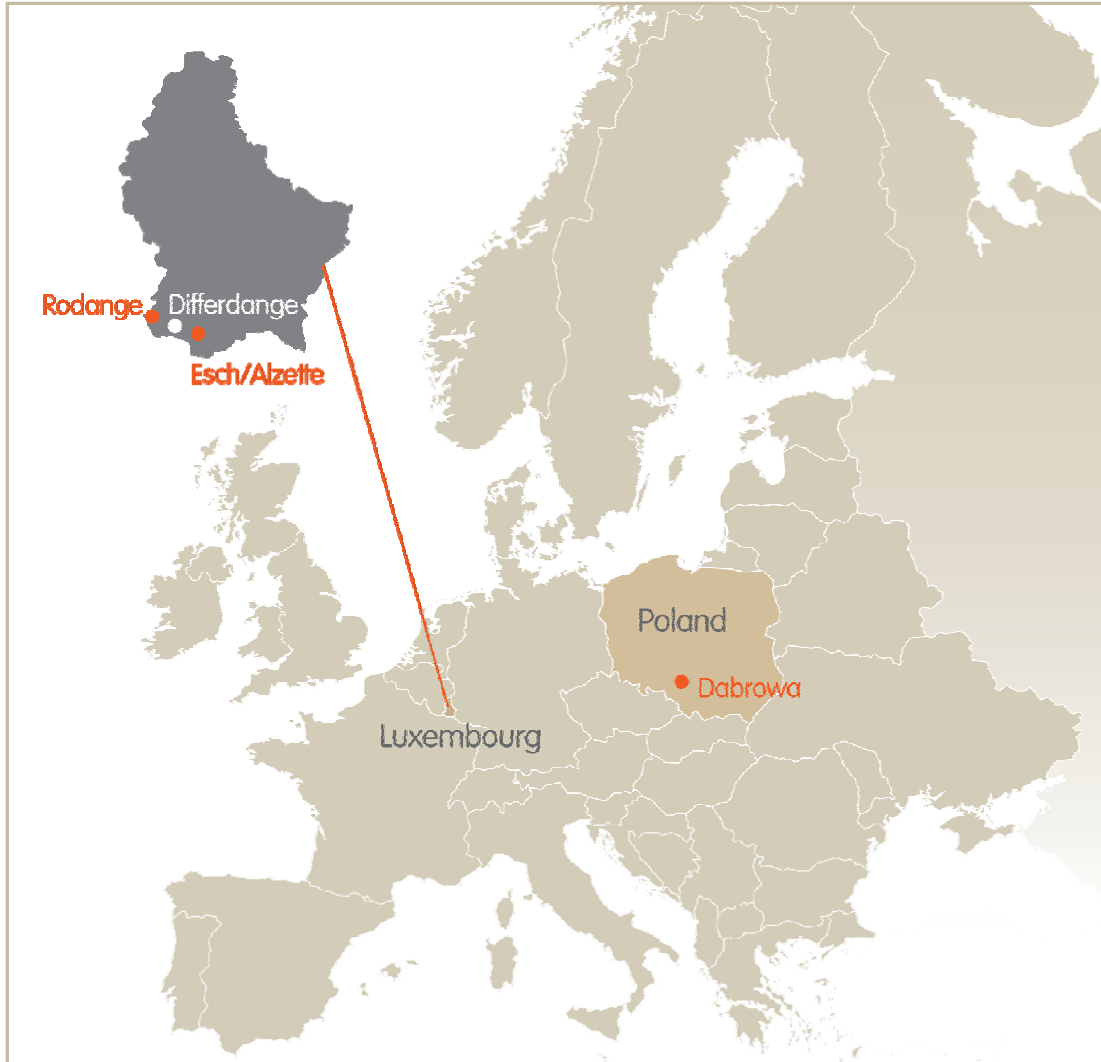 Rodange
Differdange
Esch/Alzette
Poland
Dabrowa
Luxembourg